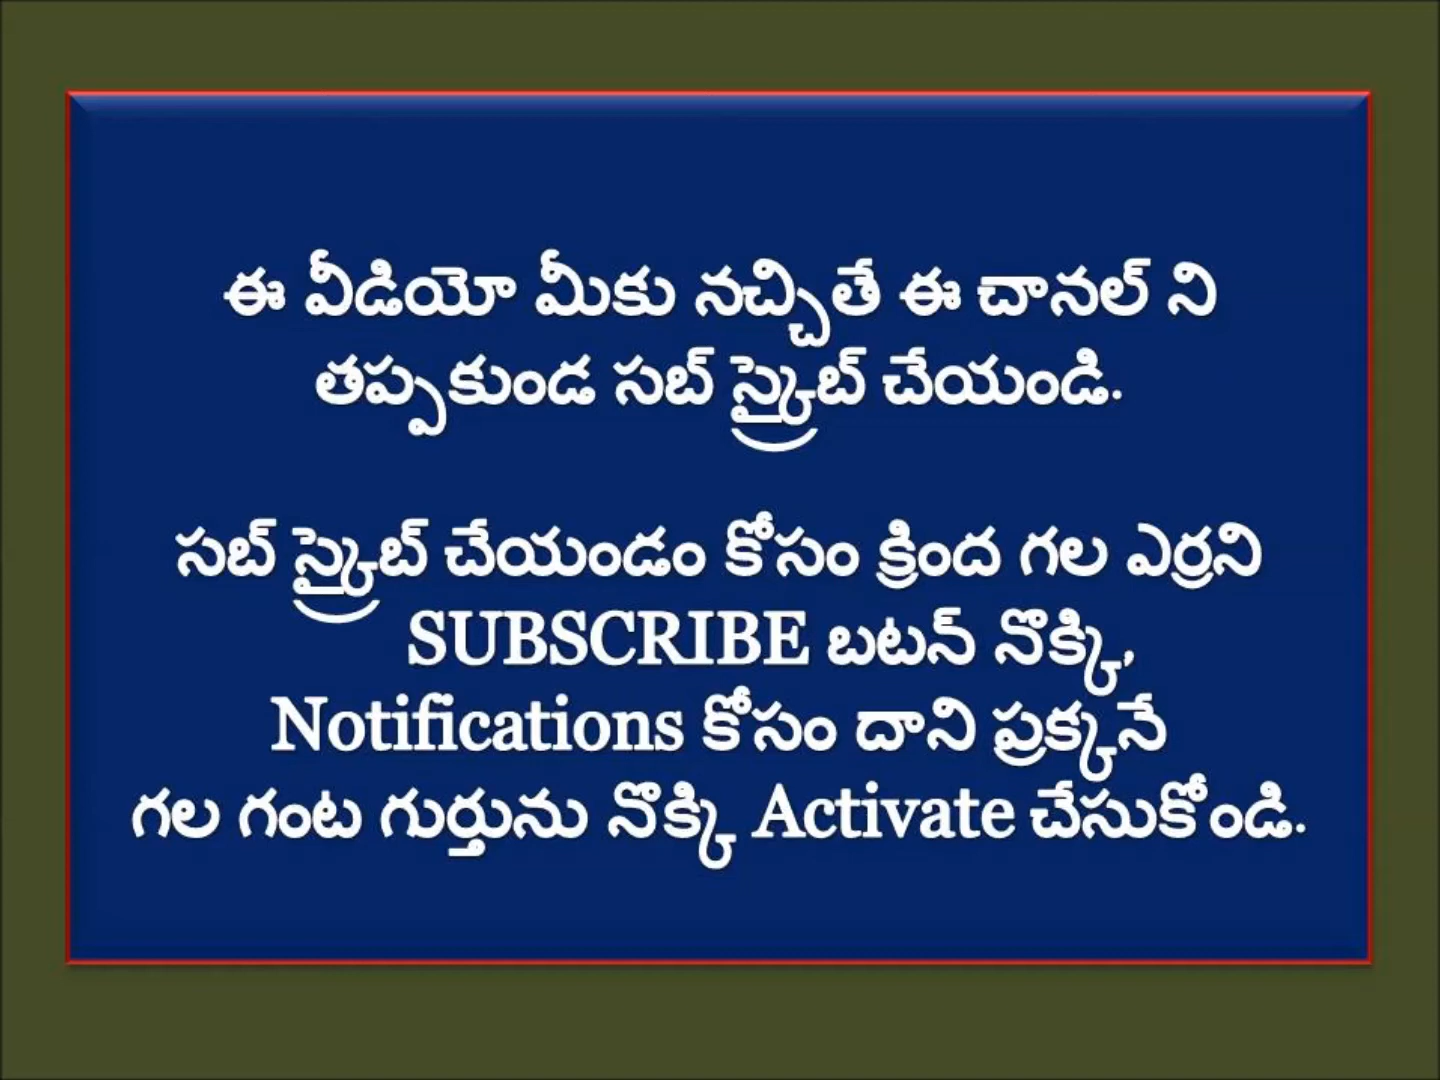 ఈ వీడియో మీకు నచ్చితే ఈ చానల్ ని
తప్పకుండ సబ్ స్క్రైబ్ చేయండి.
సబ్ స్క్రైబ్ చేయండం కోసం క్రింద గల ఎర్రని
SUBSCRIBE బటన్ నొక్కి,
Notifications కోసం దాని ప్రక్కనే
గల గంట గుర్తును నొక్కి Activate చేసుకోండి.